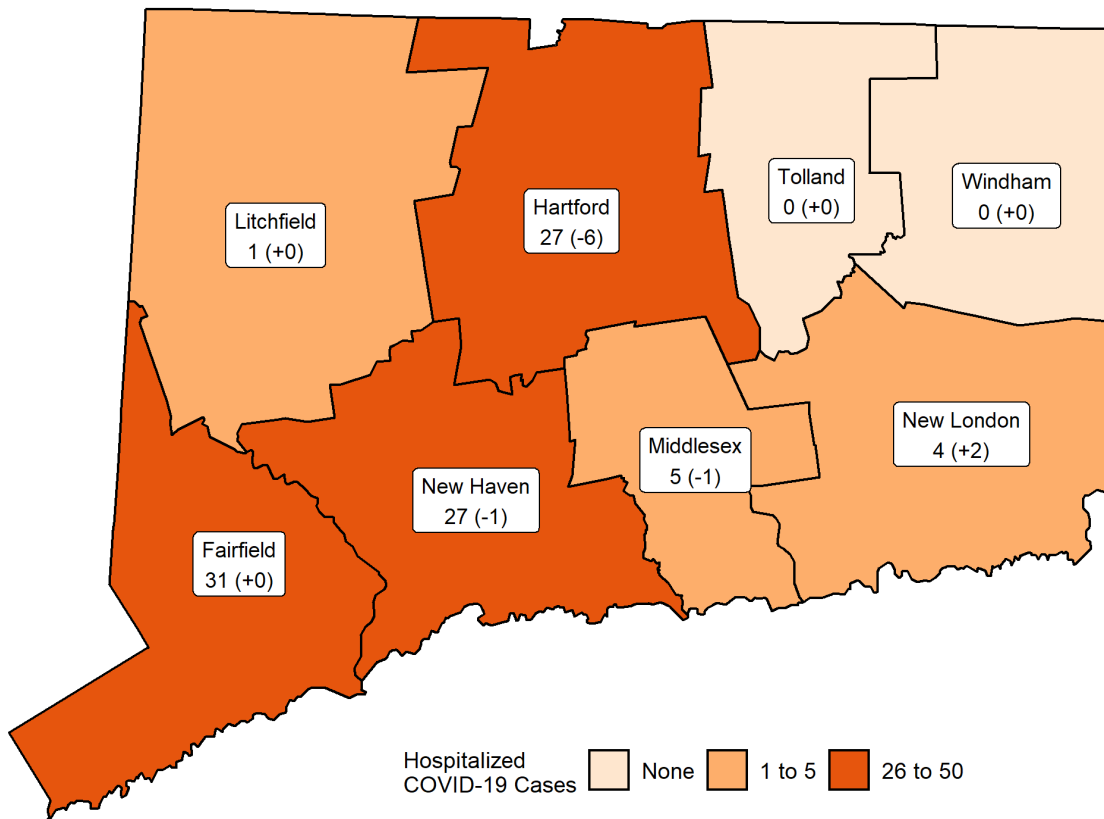 Tolland
0 (+0)
Windham
0 (+0)
Litchfield
1 (+0)
Hartford
27 (-6)
New London
4 (+2)
Middlesex
5 (-1)
New Haven
27 (-1)
Fairfield
31 (+0)
Hospitalized
COVID-19 Cases
None
1 to 5
26 to 50